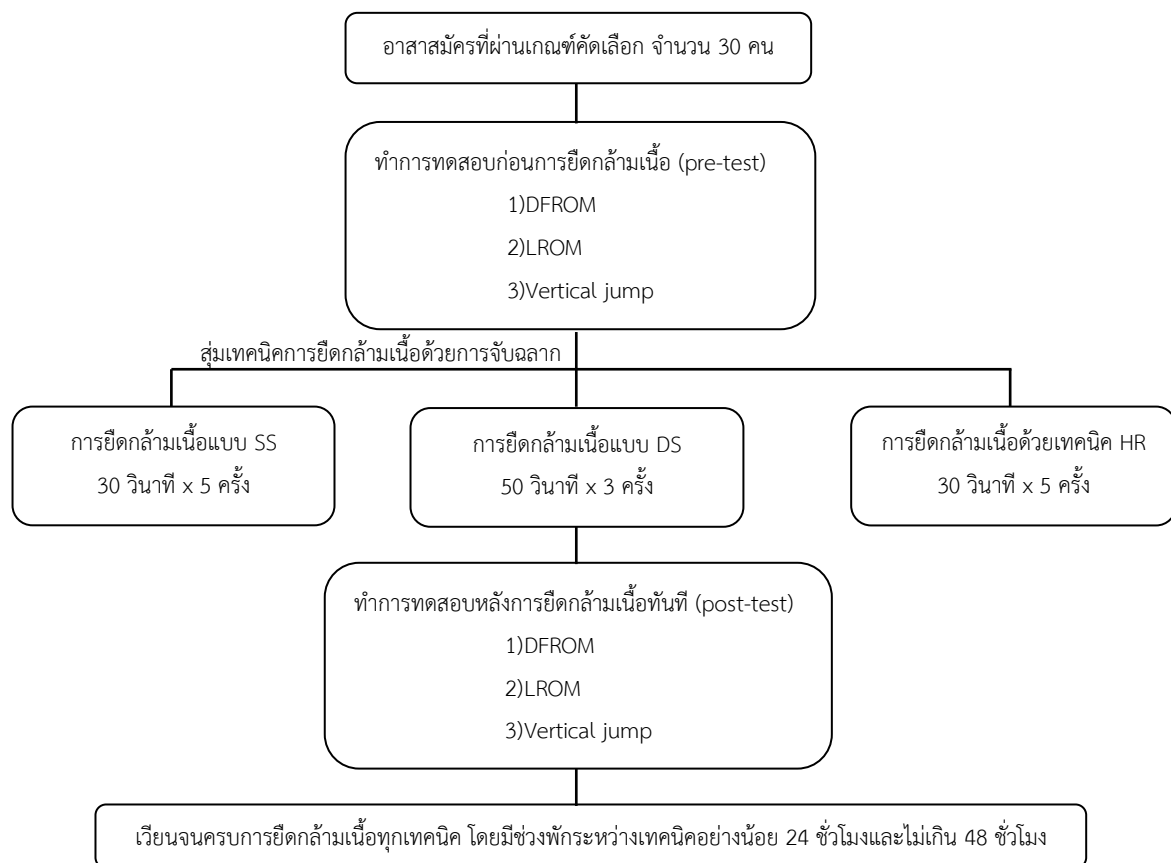 อาสาสมัครที่ผ่านเกณฑ์คัดเลือก จำนวน 30 คน
ทำการทดสอบก่อนการยืดกล้ามเนื้อ (pre-test)
1)DFROM
2)LROM
3)Vertical jump
สุ่มเทคนิคการยืดกล้ามเนื้อด้วยการจับฉลาก
การยืดกล้ามเนื้อแบบ SS
30 วินาที x 5 ครั้ง
การยืดกล้ามเนื้อแบบ DS
50 วินาที x 3 ครั้ง
การยืดกล้ามเนื้อด้วยเทคนิค HR
30 วินาที x 5 ครั้ง
ทำการทดสอบหลังการยืดกล้ามเนื้อทันที (post-test)
1)DFROM
2)LROM
3)Vertical jump
เวียนจนครบการยืดกล้ามเนื้อทุกเทคนิค โดยมีช่วงพักระหว่างเทคนิคอย่างน้อย 24 ชั่วโมงและไม่เกิน 48 ชั่วโมง